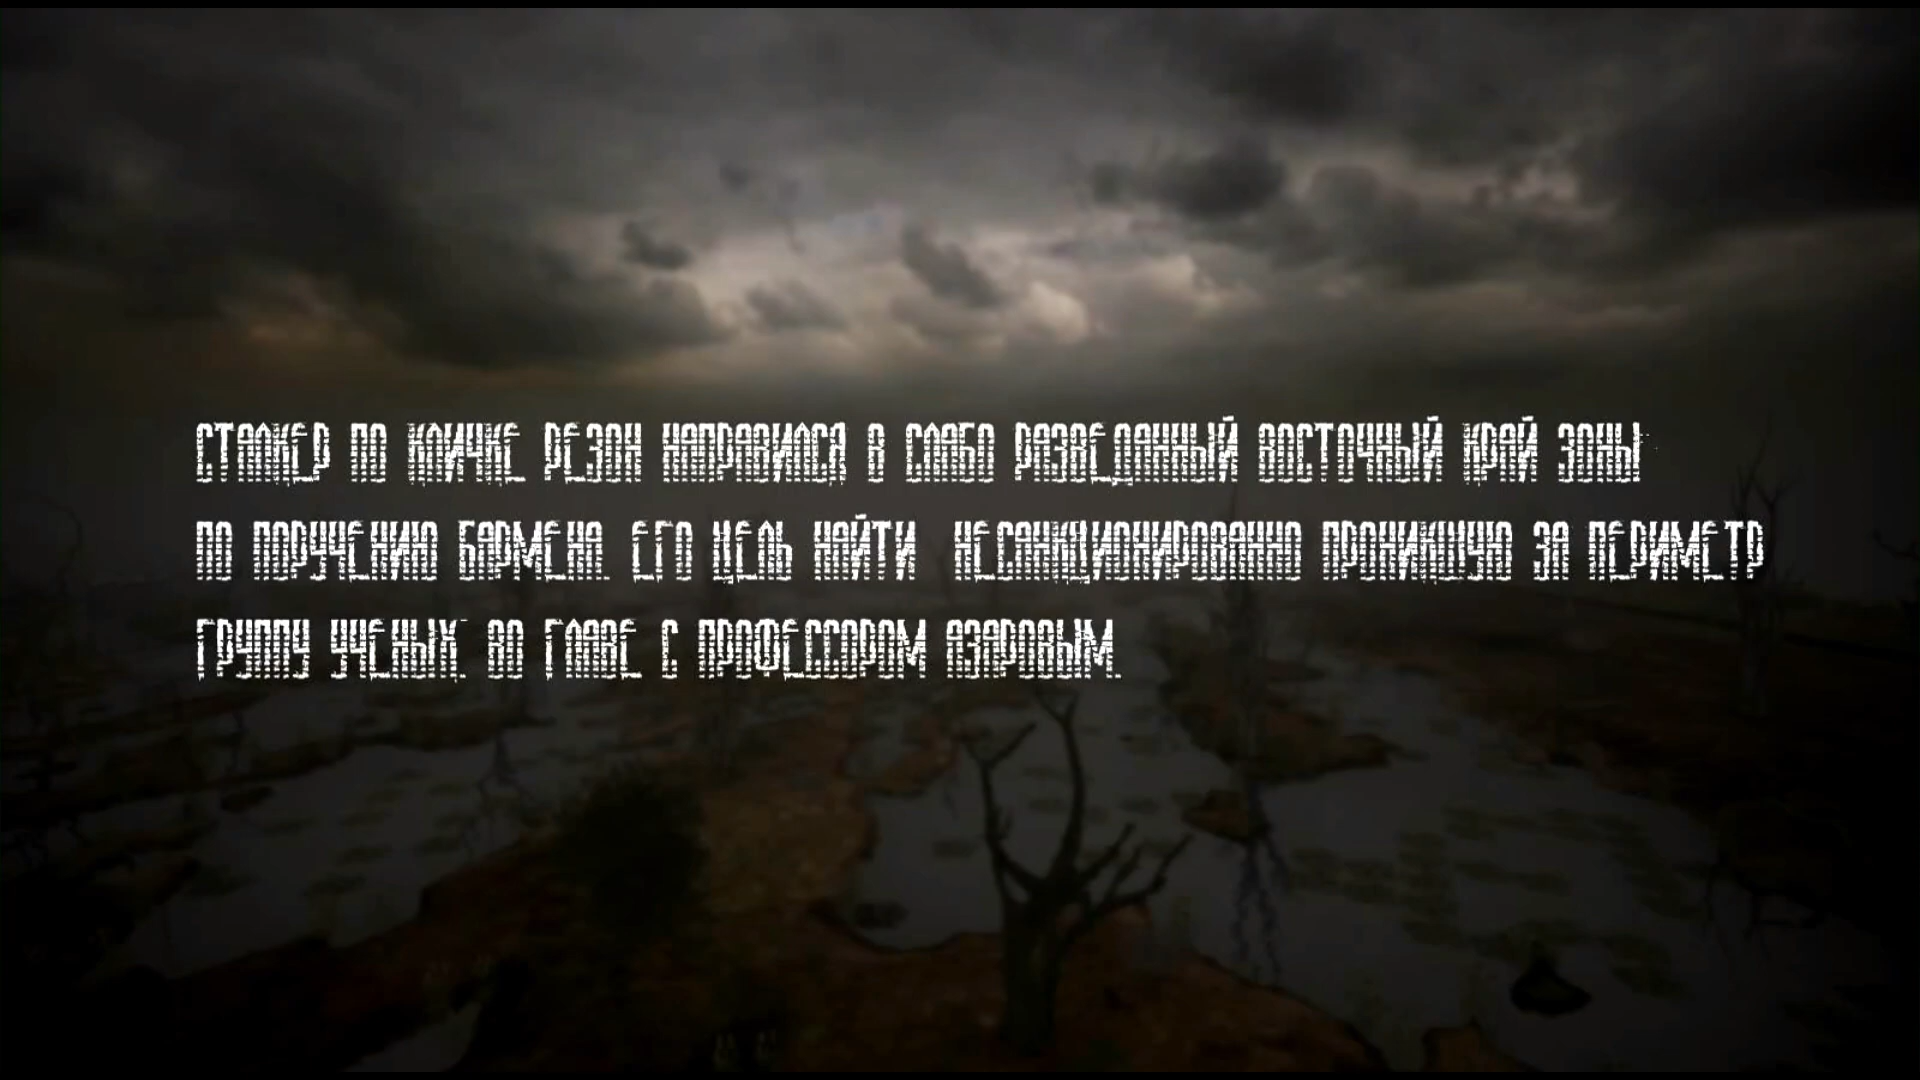 СТАЛКЕР ПО КЛИЧКЕ РЕЗОН НАПРАВИЛСЯ В СЛАБО РАЗВЕДАННЫЙ ВОСТОЧНЫЙ КРАЙ ЗОНЫ
ПО ПОРУЧЕНИЮ БАРМЕНА. ЕГО ЦЕЛЬ НАЙТИ НЕСАНКЦИОНИРОВАННО ПРОНИКШУЮ ЗА ПЕРИМЕТР
ГРУППУ УЧЕНЫХ ВО ГЛАВЕ С ПРОФЕССОРОМ АЗАРОВЫМ.